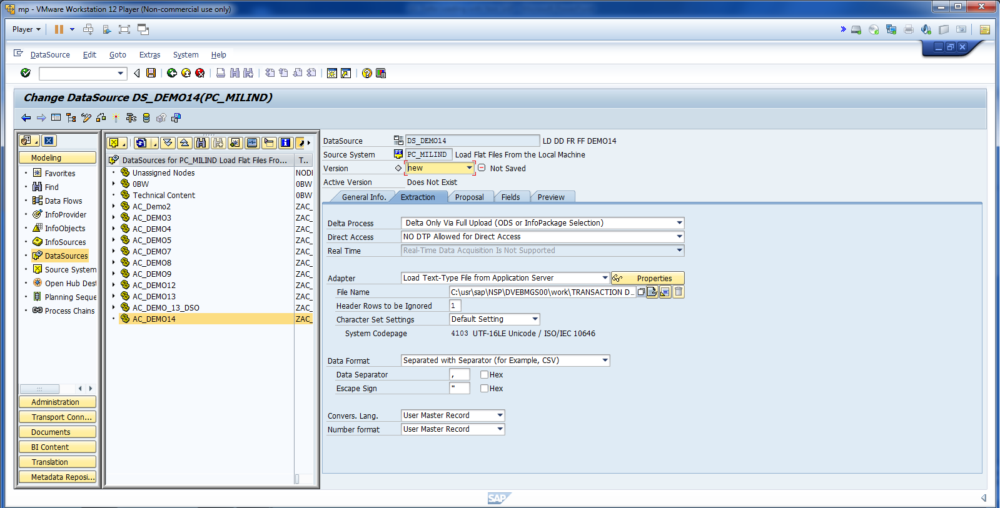 mp - VMware Workstation 12 Player (Non-commercial use only)
Player
DataSource Edit Goto Extras System Help
Change DataSource DS_DEMO14(PC_MILIND)
Modeling
Favorites
Find
Data Flows
InfoProvider
InfoObjects
InfoSources
DataSources
Source System
Open Hub Dest
Planning Seque
Process Chains
Administration
Transport Conn...
Documents
BI Content
Translation
Metadata Reposi...
DataSources for PC_MILIND Load Flat Files Fro... T..
Unassigned Nodes NODE
0BW 0BW
Technical Content 0BW
AC_Demo2 ZAC_
AC_DEMO3 ZAC_
AC_DEMO4 ZAC_
AC_DEMO5 ZAC_
AC_DEMO7 ZAC_
AC_DEMO8 ZAC_
AC_DEMO9 ZAC_
AC_DEMO12 ZAC_
AC_DEMO13 ZAC_
AC_DEMO_13_DSO ZAC_
AC_DEMO14 ZAC_
DataSource DS_DEMO14 LD DD FR FF DEMO14
Source System PC_MILIND Load Flat Files From the Local Machine
Version new Not Saved
Active Version Does Not Exist
General Info. Extraction Proposal Fields Preview
Delta Process Delta Only Via Full Upload (ODS or InfoPackage Selection)
Direct Access NO DTP Allowed for Direct Access
Real Time Real-Time Data Acquisition Is Not Supported
Adapter Load Text-Type File from Application Server Properties
File Name C:\usr\sap\NSP\DVEBMGS00\work\TRANSACTION D...
Header Rows to be Ignored 1
Character Set Settings Default Setting
System Codepage 4103 UTF-16LE Unicode / ISO/IEC 10646
Data Format Separated with Separator (for Example, CSV)
Data Separator , Hex
Escape Sign " Hex
Convers. Lang. User Master Record
Number format User Master Record
SAP